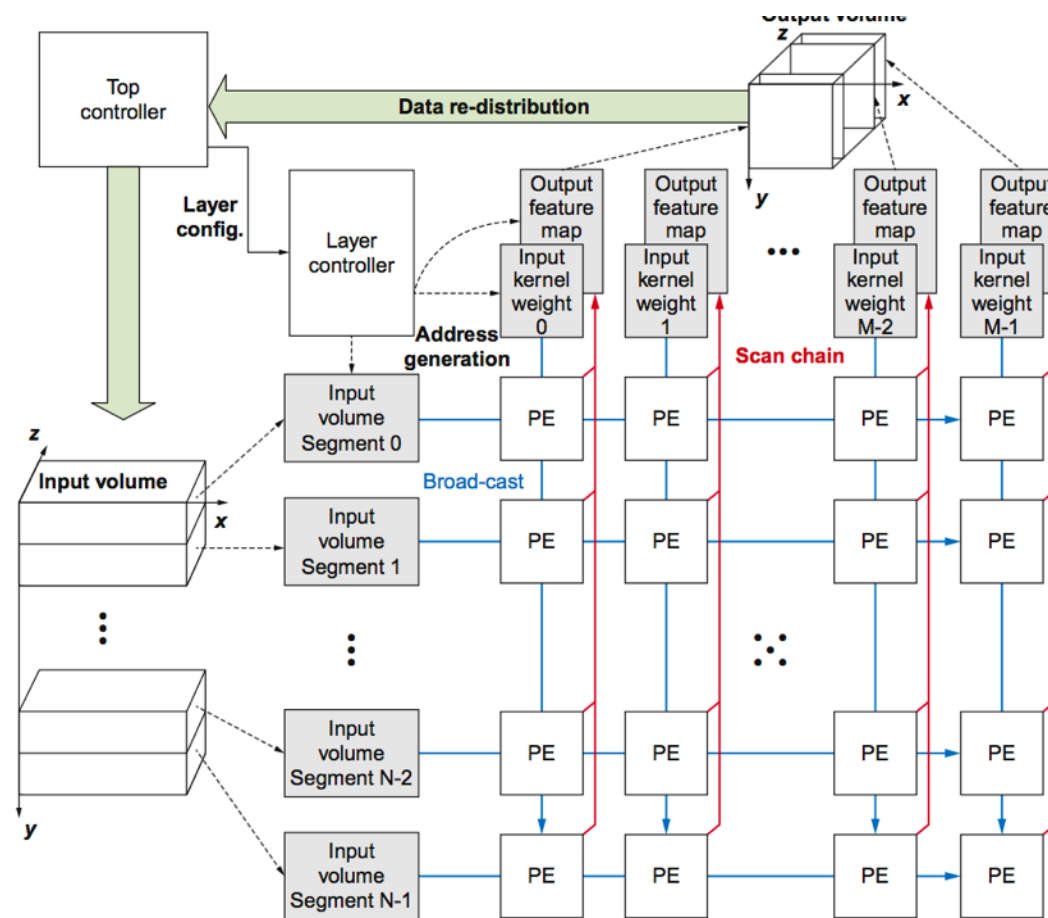 Output volume
z
Top
controller
Data re-distribution
x
y
Layer
config.
Layer
controller
Output
feature
map
Output
feature
map
Output
feature
map
Output
feature
map
Input
kernel
weight
0
Input
kernel
weight
1
Input
kernel
weight
M-2
Input
kernel
weight
M-1
Address
generation
Scan chain
Input
volume
Segment 0
PE
PE
PE
PE
z
Input volume
x
Broad-cast
Input
volume
Segment 1
PE
PE
PE
PE
Input
volume
Segment N-2
PE
PE
PE
PE
y
Input
volume
Segment N-1
PE
PE
PE
PE